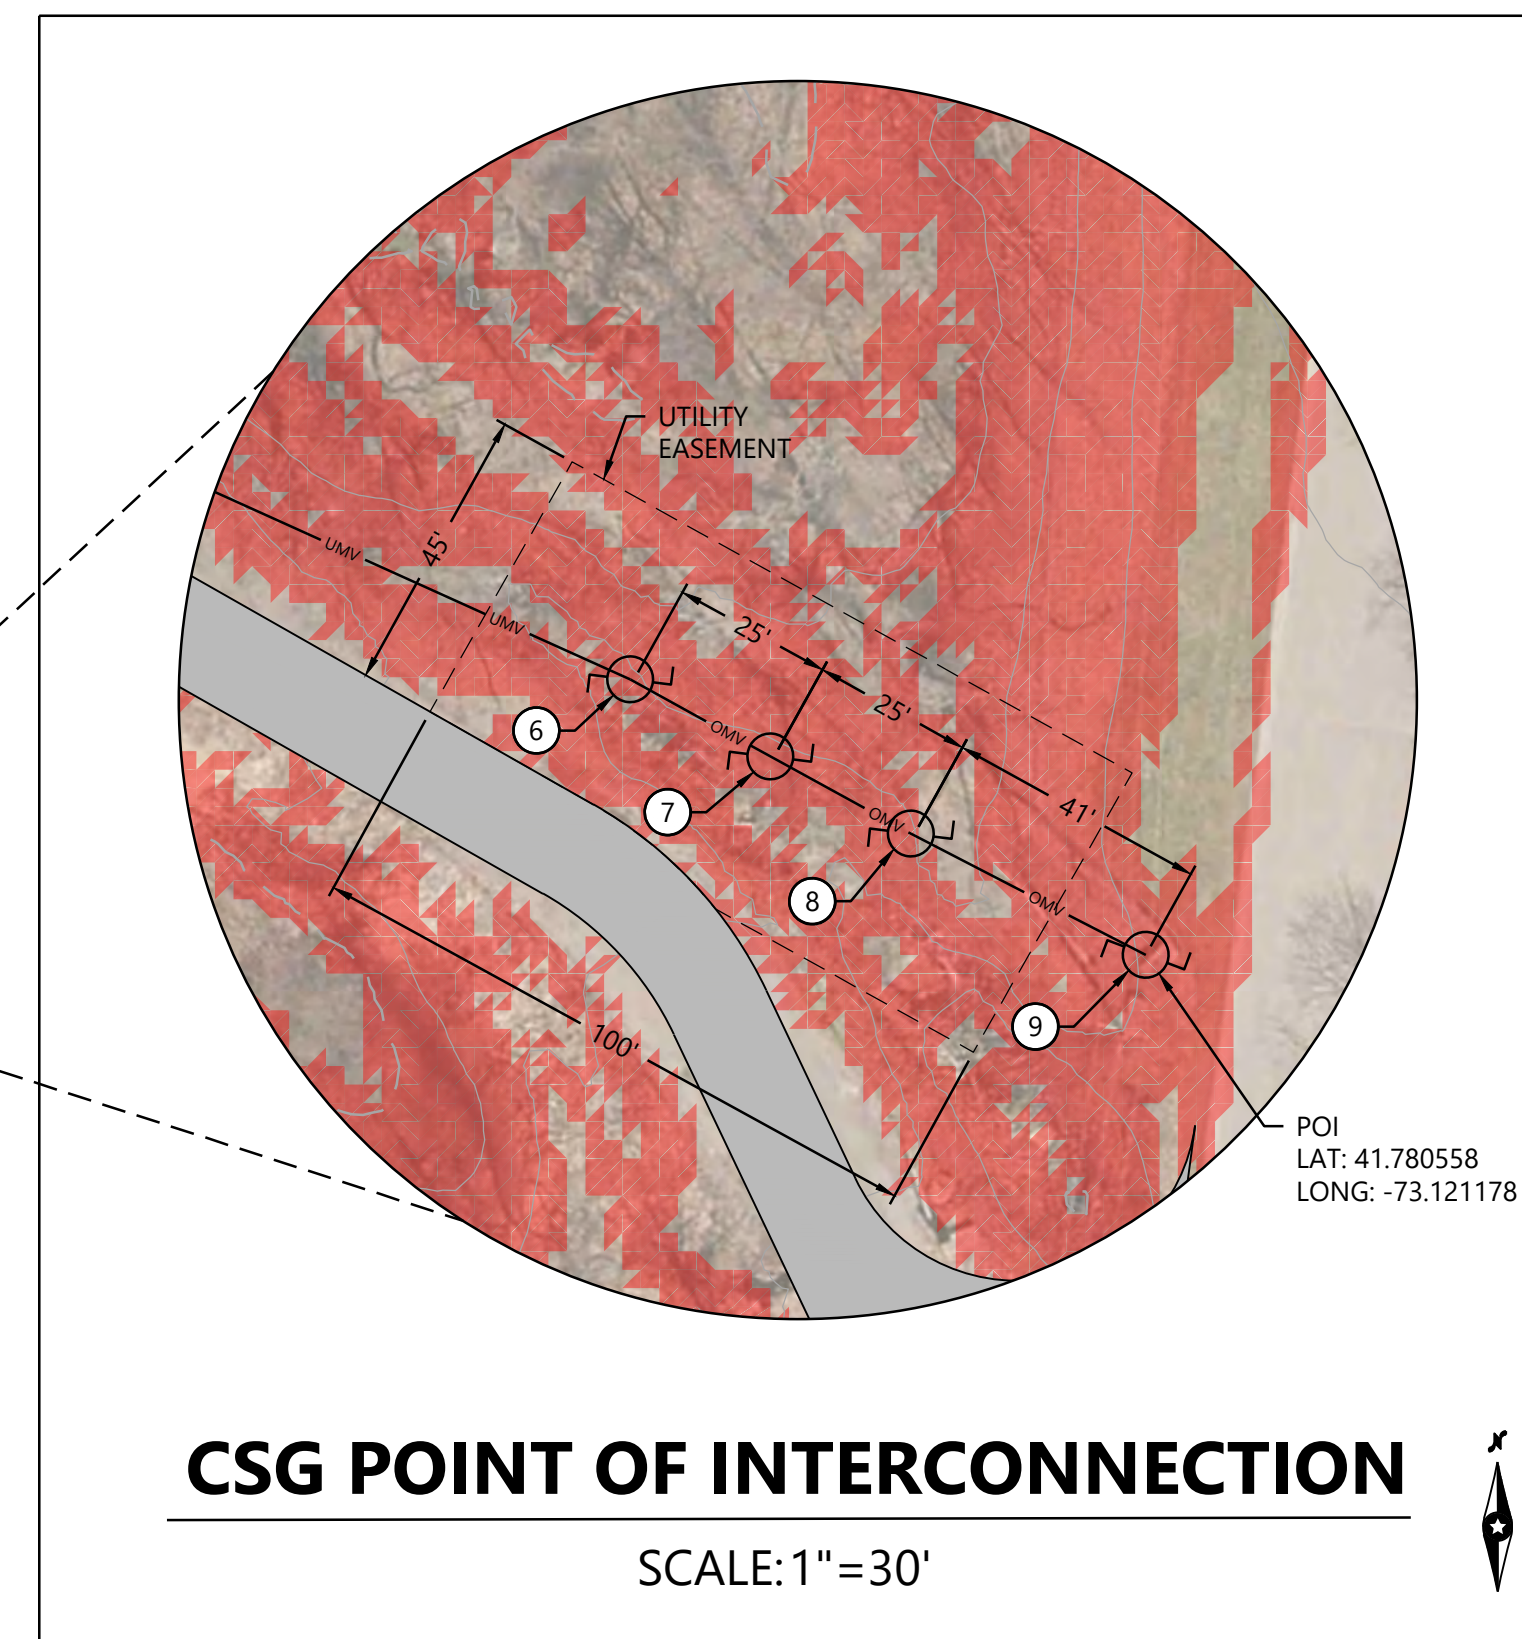 UTILITY
EASEMENT
45'
UMV
UMV
25'
25'
41'
OMV
OMV
OMV
6
7
8
9
100'
POI
LAT: 41.780558
LONG: -73.121178
CSG POINT OF INTERCONNECTION
SCALE: 1"=30'
N